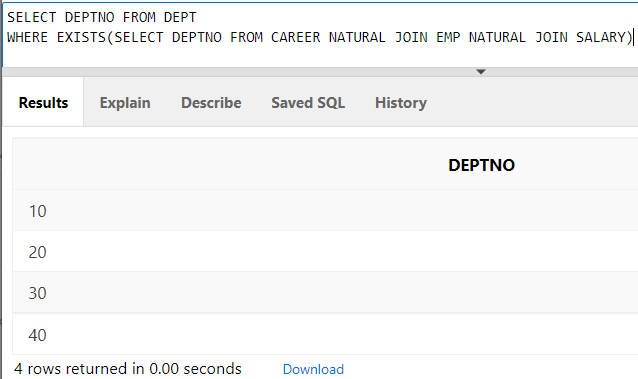 SELECT DEPTNO FROM DEPT
WHERE EXISTS(SELECT DEPTNO FROM CAREER NATURAL JOIN EMP NATURAL JOIN SALARY)
Results Explain Describe Saved SQL History
DEPTNO
10
20
30
40
4 rows returned in 0.00 seconds Download